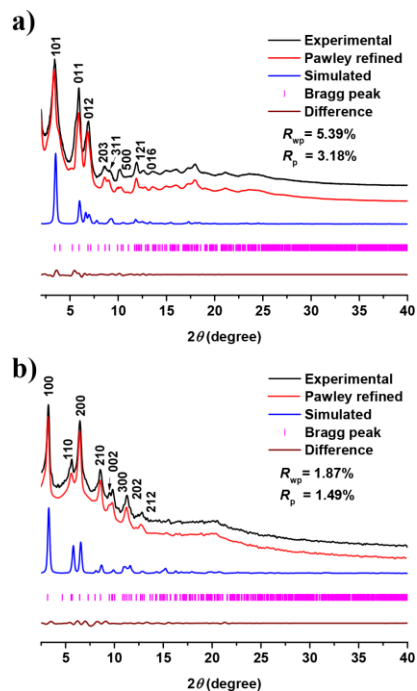 a)
101
011
012
203
311
500
121
016
Experimental
Pawley refined
Simulated
Bragg peak
Difference
Rwp = 5.39%
Rp = 3.18%
5 10 15 20 25 30 35 40
2θ (degree)
b)
100
110
200
210
002
300
202
212
Experimental
Pawley refined
Simulated
Bragg peak
Difference
Rwp = 1.87%
Rp = 1.49%
5 10 15 20 25 30 35 40
2θ (degree)